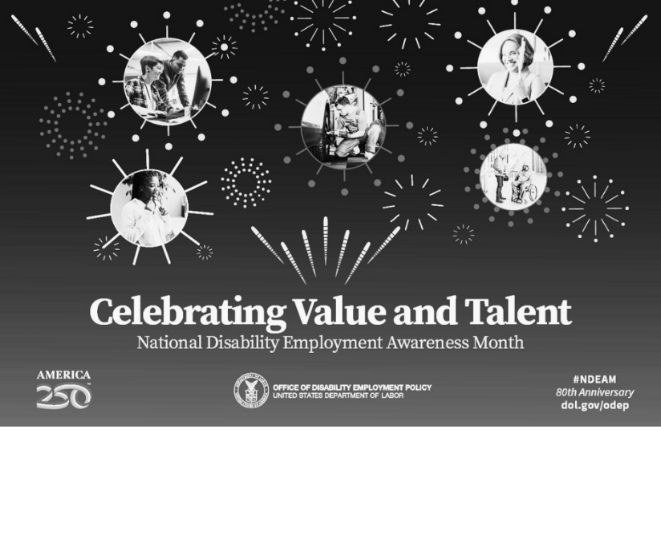 Celebrating Value and Talent
National Disability Employment Awareness Month
AMERICA
250
OFFICE OF DISABILITY EMPLOYMENT POLICY
UNITED STATES DEPARTMENT OF LABOR
#NDEAM
80th Anniversary
dol.gov/odep